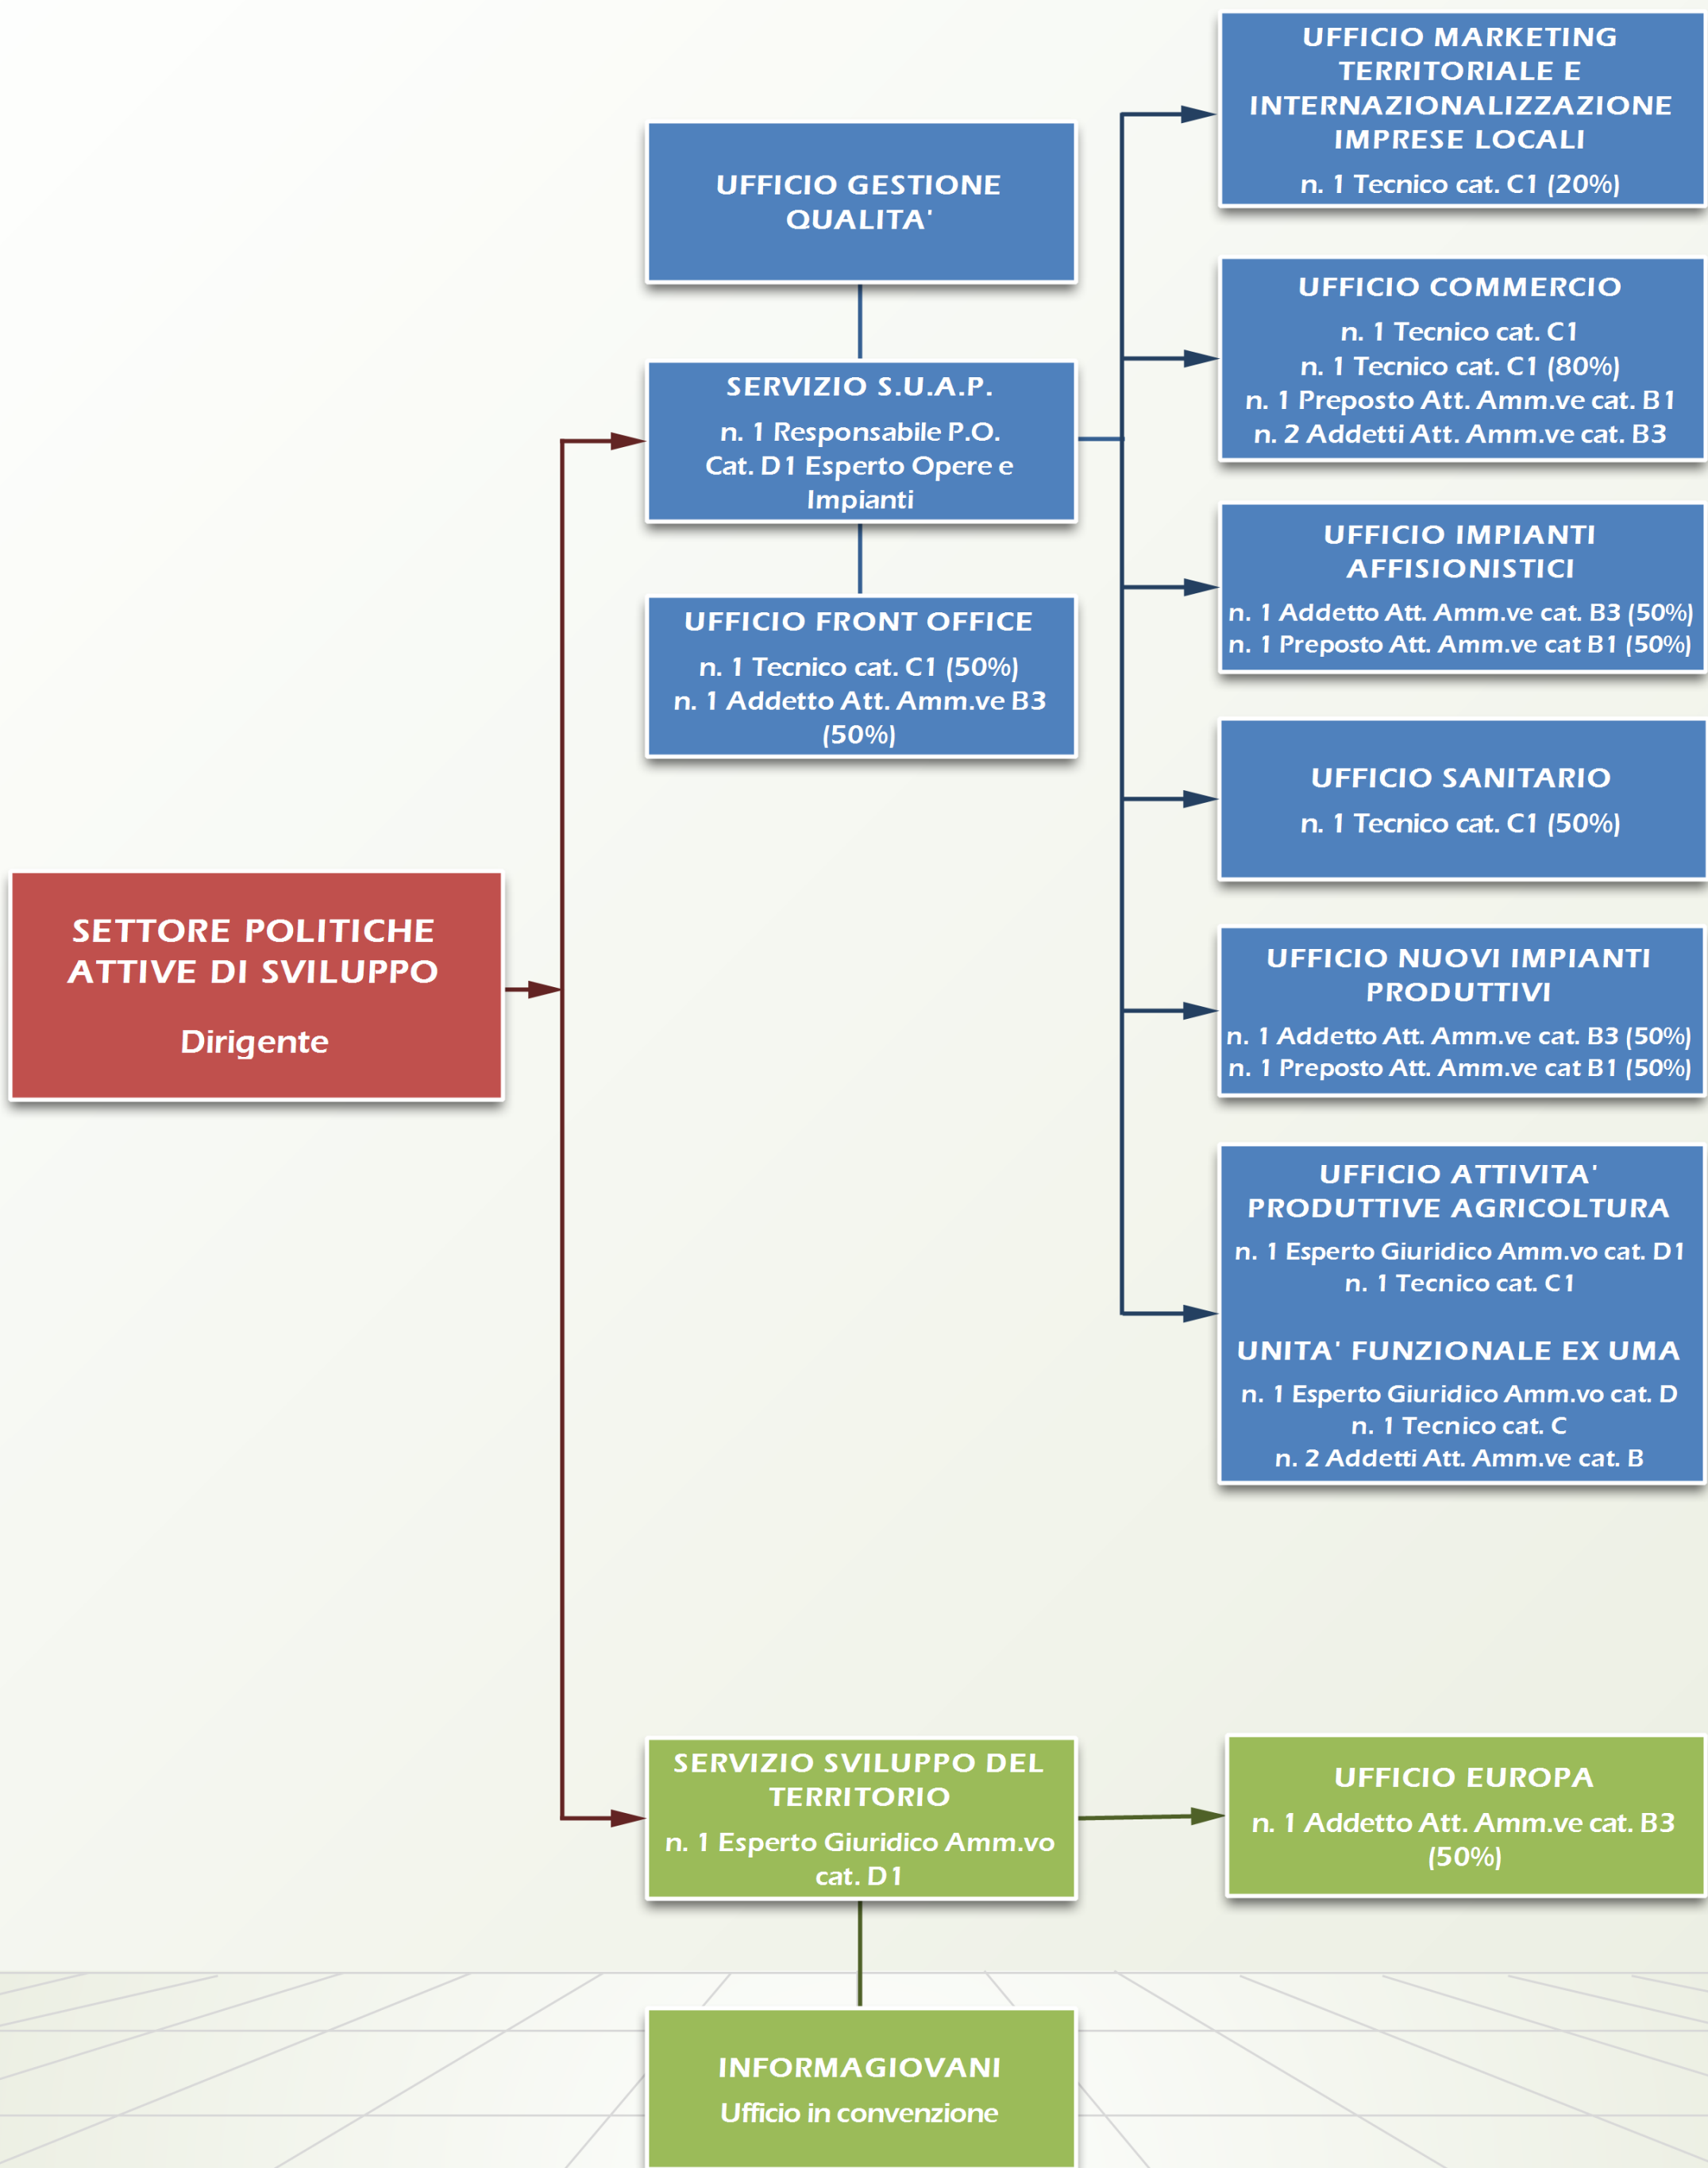 SETTORE POLITICHE
ATTIVE DI SVILUPPO
Dirigente
UFFICIO GESTIONE
QUALITA'
SERVIZIO S.U.A.P.
n. 1 Responsabile P.O.
Cat. D1 Esperto Opere e
Impianti
UFFICIO FRONT OFFICE
n. 1 Tecnico cat. C1 (50%)
n. 1 Addetto Att. Amm.ve B3
(50%)
UFFICIO MARKETING
TERRITORIALE E
INTERNAZIONALIZZAZIONE
IMPRESE LOCALI
n. 1 Tecnico cat. C1 (20%)
UFFICIO COMMERCIO
n. 1 Tecnico cat. C1
n. 1 Tecnico cat. C1 (80%)
n. 1 Preposto Att. Amm.ve cat. B1
n. 2 Addetti Att. Amm.ve cat. B3
UFFICIO IMPIANTI
AFFISIONISTICI
n. 1 Addetto Att. Amm.ve cat. B3 (50%)
n. 1 Preposto Att. Amm.ve cat B1 (50%)
UFFICIO SANITARIO
n. 1 Tecnico cat. C1 (50%)
UFFICIO NUOVI IMPIANTI
PRODUTTIVI
n. 1 Addetto Att. Amm.ve cat. B3 (50%)
n. 1 Preposto Att. Amm.ve cat B1 (50%)
UFFICIO ATTIVITA'
PRODUTTIVE AGRICOLTURA
n. 1 Esperto Giuridico Amm.vo cat. D1
n. 1 Tecnico cat. C1
UNITA' FUNZIONALE EX UMA
n. 1 Esperto Giuridico Amm.vo cat. D
n. 1 Tecnico cat. C
n. 2 Addetti Att. Amm.ve cat. B
SERVIZIO SVILUPPO DEL
TERRITORIO
n. 1 Esperto Giuridico Amm.vo
cat. D1
UFFICIO EUROPA
n. 1 Addetto Att. Amm.ve cat. B3
(50%)
INFORMAGIOVANI
Ufficio in convenzione